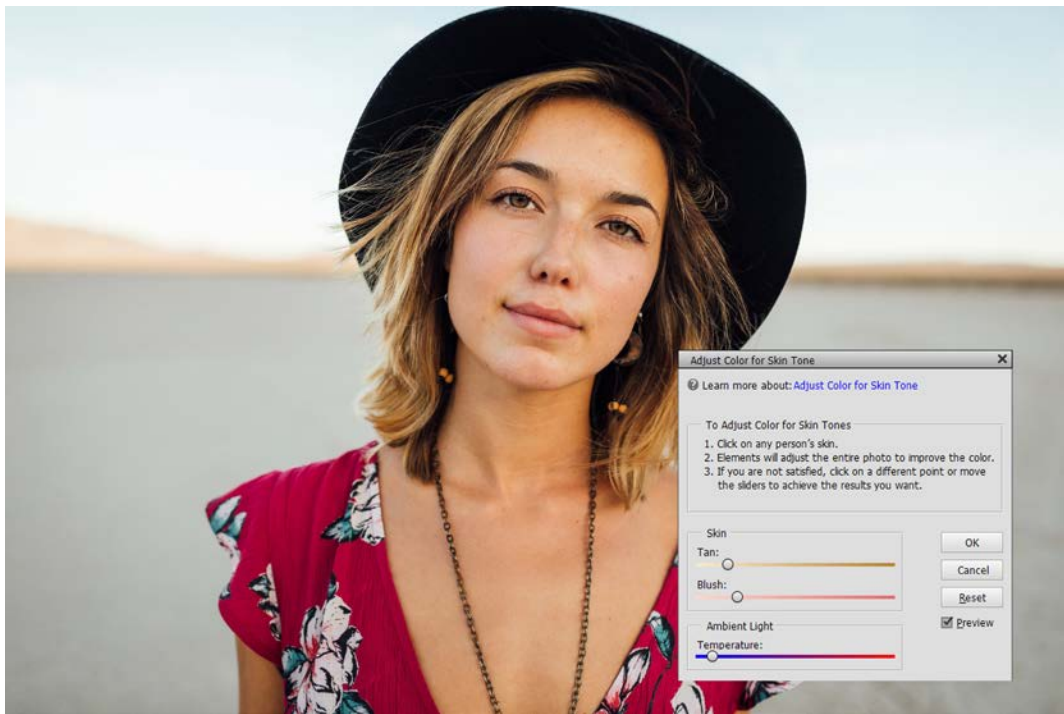 Adjust Color for Skin Tone
Learn more about: Adjust Color for Skin Tone
To Adjust Color for Skin Tones
1. Click on any person's skin.
2. Elements will adjust the entire photo to improve the color.
3. If you are not satisfied, click on a different point or move
the sliders to achieve the results you want.
Skin
Tan:
Blush:
Ambient Light
Temperature:
OK
Cancel
Reset
Preview